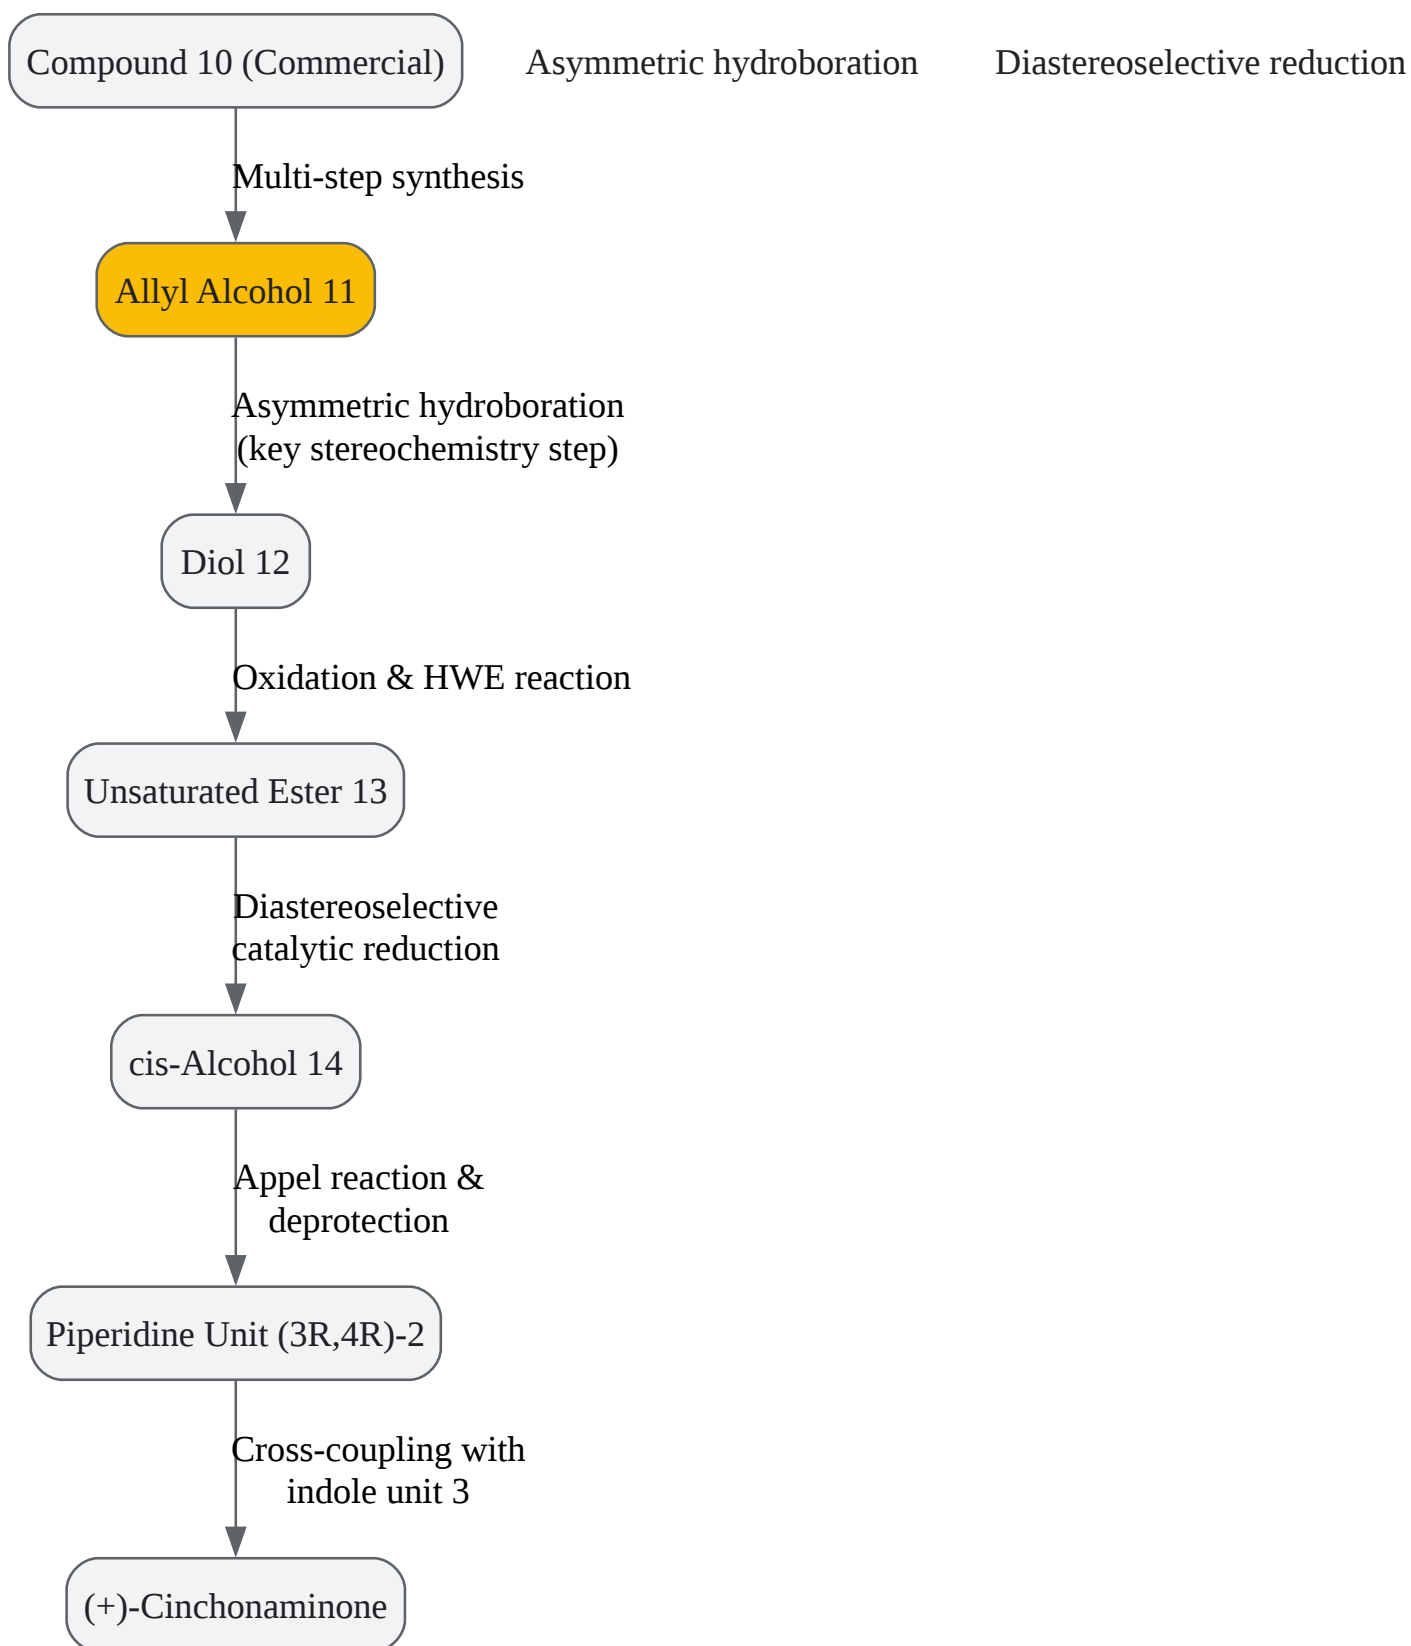 Compound 10 (Commercial)
Asymmetric hydroboration
Diastereoselective reduction
Multi-step synthesis
Allyl Alcohol 11
Asymmetric hydroboration
(key stereochemistry step)
Diol 12
Oxidation & HWE reaction
Unsaturated Ester 13
Diastereoselective
catalytic reduction
cis-Alcohol 14
Appel reaction &
deprotection
Piperidine Unit (3R,4R)-2
Cross-coupling with
indole unit 3
(+)-Cinchonaminone